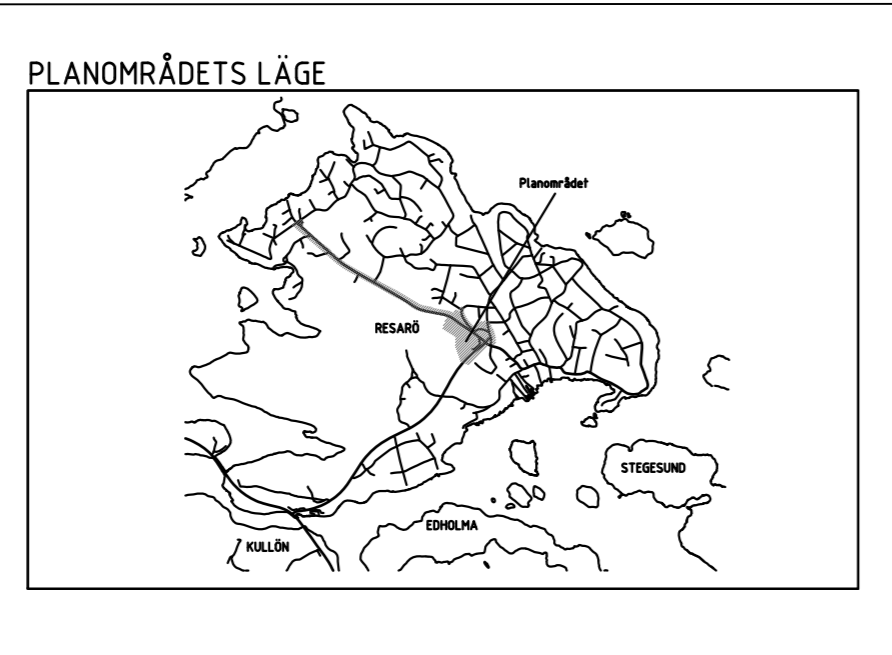 PLANOMRÅDETS LÄGE
Planområdet
RESARÖ
STEGESUND
EDHOLMA
KULLÖN